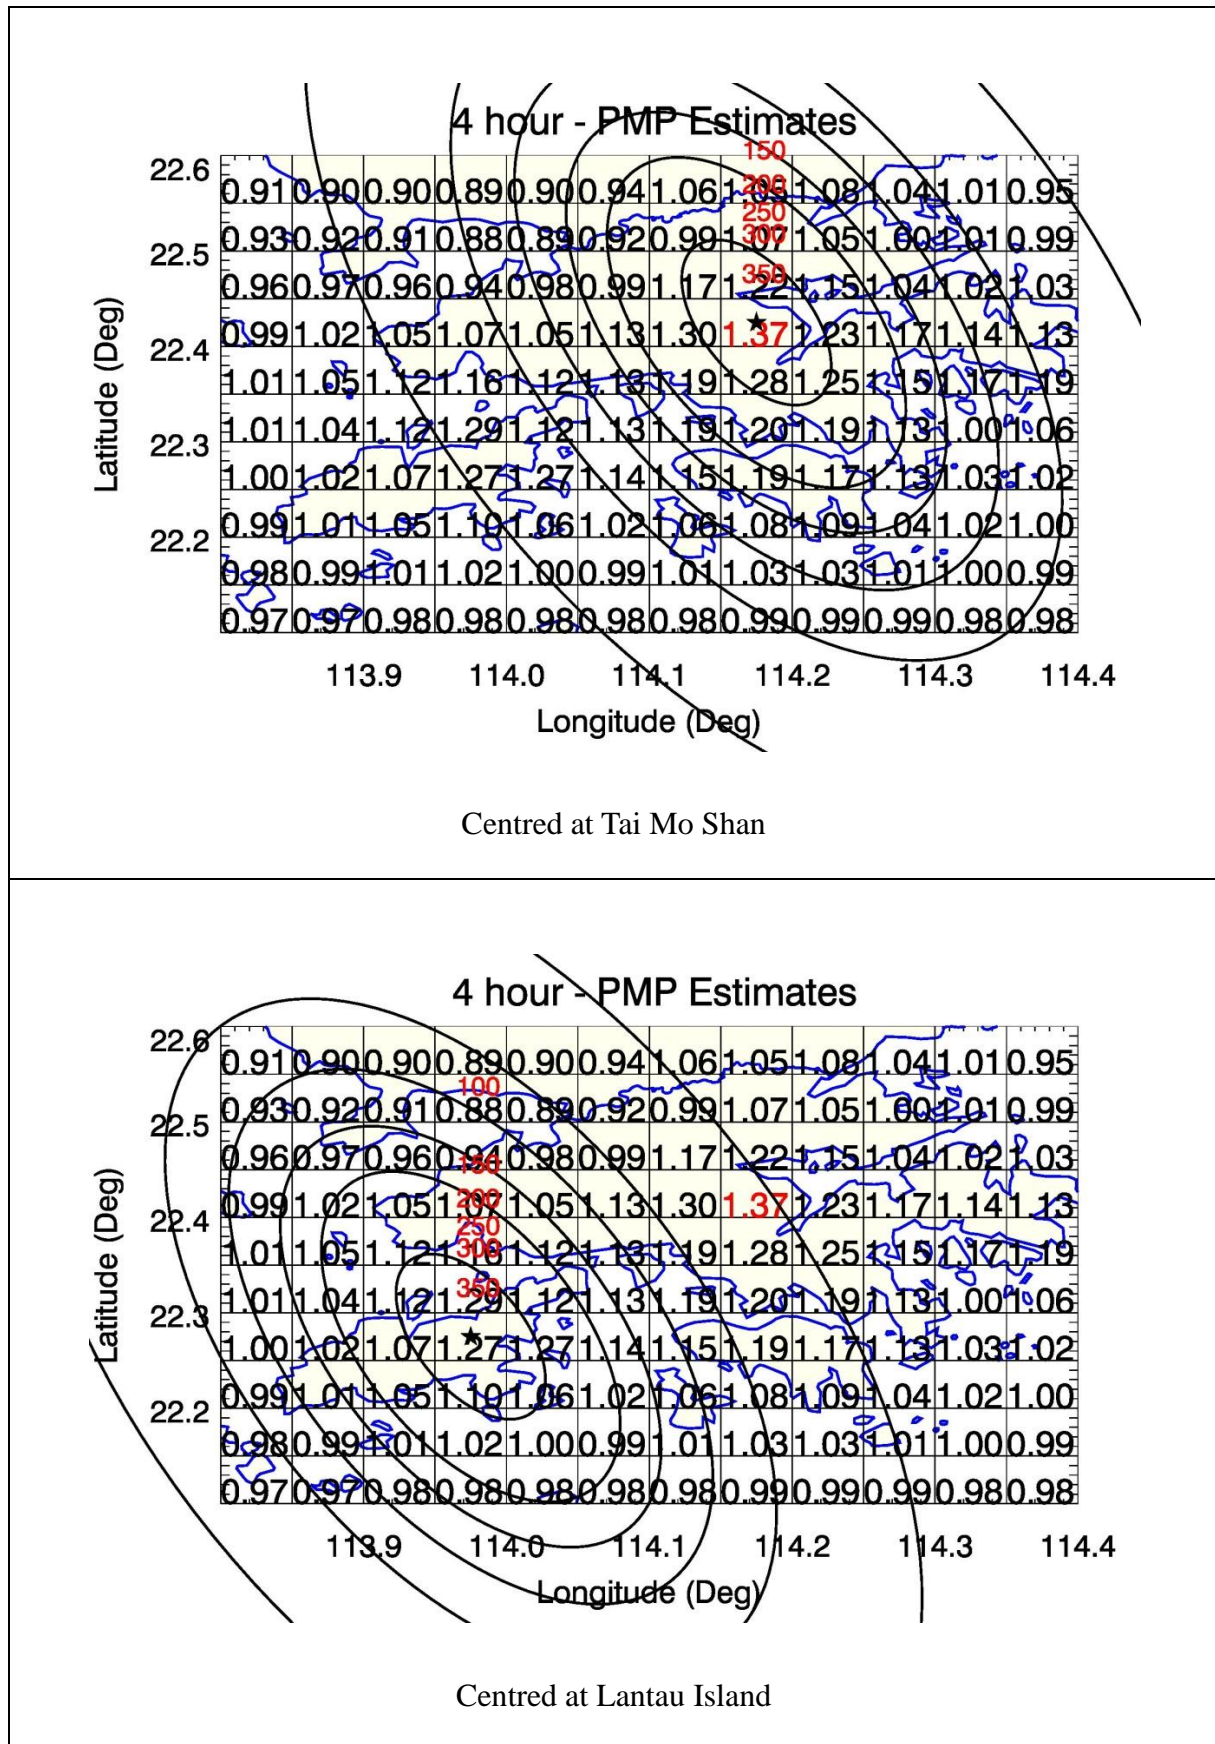 4 hour - PMP Estimates
150
22.6
0.91 0.90 0.90 0.89 0.90 0.94 1.06 1.08 1.04 1.01 0.95
200
250
0.93 0.92 0.91 0.88 0.89 0.92 0.99 1.07 1.05 1.01 0.99
300
22.5
350
0.96 0.97 0.96 0.94 0.98 0.99 1.17 1.22 1.15 1.04 1.02 1.03
0.99 1.02 1.05 1.07 1.05 1.13 1.30 1.37 1.23 1.17 1.14 1.13
22.4
1.01 1.05 1.12 1.16 1.12 1.13 1.19 1.28 1.25 1.15 1.17 1.19
1.01 1.04 1.12 1.29 1.12 1.13 1.19 1.20 1.19 1.13 1.00 1.06
22.3
1.00 1.02 1.07 1.27 1.27 1.14 1.15 1.19 1.17 1.13 1.03 1.02
0.99 1.01 1.05 1.10 1.06 1.02 1.06 1.08 1.09 1.04 1.02 1.00
22.2
0.98 0.99 1.01 1.02 1.00 0.99 1.01 1.03 1.03 1.01 1.00 0.99
0.97 0.97 0.98 0.98 0.98 0.98 0.98 0.99 0.99 0.99 0.98 0.98
Latitude (Deg)
113.9 114.0 114.1 114.2 114.3 114.4
Longitude (Deg)
Centred at Tai Mo Shan
4 hour - PMP Estimates
22.6
0.91 0.90 0.90 0.89 0.90 0.94 1.06 1.05 1.08 1.04 1.01 0.95
100
0.93 0.92 0.91 0.88 0.89 0.92 0.99 1.07 1.05 1.01 0.99
22.5
150
0.96 0.97 0.96 0.94 0.98 0.99 1.17 1.22 1.15 1.04 1.02 1.03
200
0.99 1.02 1.05 1.07 1.05 1.13 1.30 1.37 1.23 1.17 1.14 1.13
22.4
250
300
1.01 1.05 1.12 1.12 1.13 1.19 1.28 1.25 1.15 1.17 1.19
350
1.01 1.04 1.12 1.29 1.12 1.13 1.19 1.20 1.19 1.13 1.00 1.06
22.3
1.00 1.02 1.07 1.27 1.27 1.14 1.15 1.19 1.17 1.13 1.03 1.02
0.99 1.01 1.05 1.10 1.06 1.02 1.06 1.08 1.09 1.04 1.02 1.00
22.2
0.98 0.99 1.01 1.02 1.00 0.99 1.01 1.03 1.03 1.01 1.00 0.99
0.97 0.97 0.98 0.98 0.98 0.98 0.98 0.99 0.99 0.99 0.98 0.98
Latitude (Deg)
113.9 114.0 114.1 114.2 114.3 114.4
Longitude (Deg)
Centred at Lantau Island